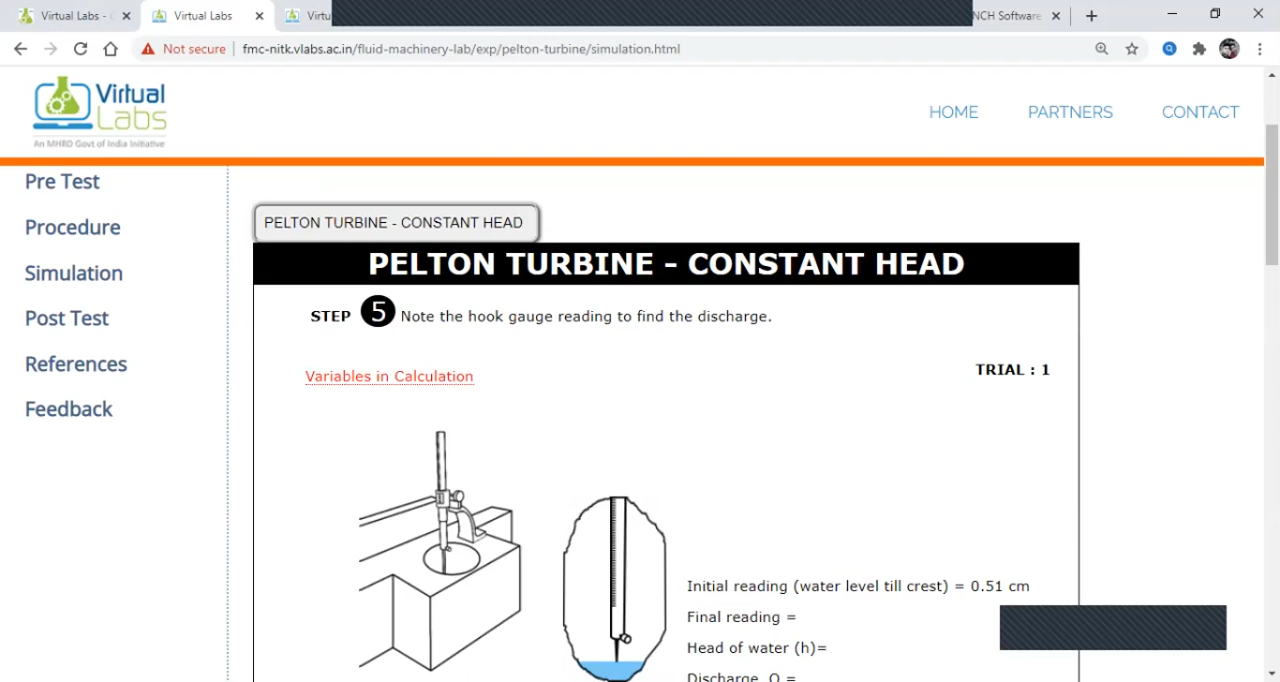 Virtual Labs -
Virtual Labs
Virtu
NCH Software
Not secure
fmc-nitk.vlabs.ac.in/fluid-machinery-lab/exp/pelton-turbine/simulation.html
Virtual
Labs
An MHRD Govt of India Initiative
HOME
PARTNERS
CONTACT
Pre Test
Procedure
Simulation
Post Test
References
Feedback
PELTON TURBINE - CONSTANT HEAD
PELTON TURBINE - CONSTANT HEAD
STEP 5 Note the hook gauge reading to find the discharge.
TRIAL : 1
Variables in Calculation
Initial reading (water level till crest) = 0.51 cm
Final reading =
Head of water (h)=
Discharge, Q =